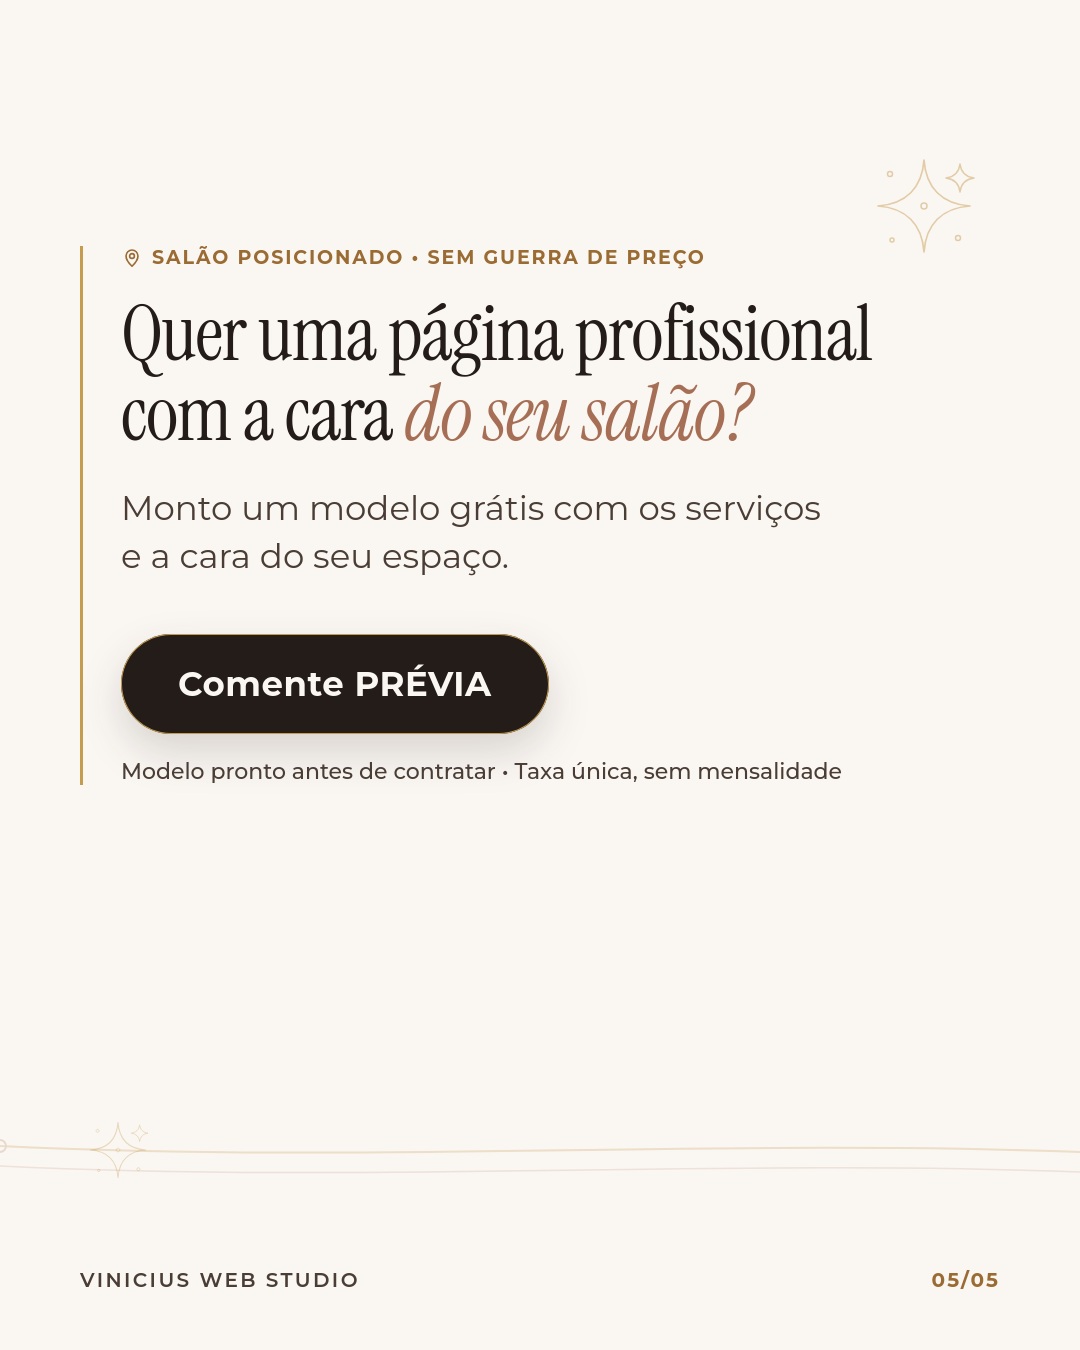 SALÃO POSICIONADO • SEM GUERRA DE PREÇO
Quer uma página profissional
com a cara do seu salão?
Monto um modelo grátis com os serviços
e a cara do seu espaço.
Comente PRÉVIA
Modelo pronto antes de contratar • Taxa única, sem mensalidade
VINICIUS WEB STUDIO
05/05